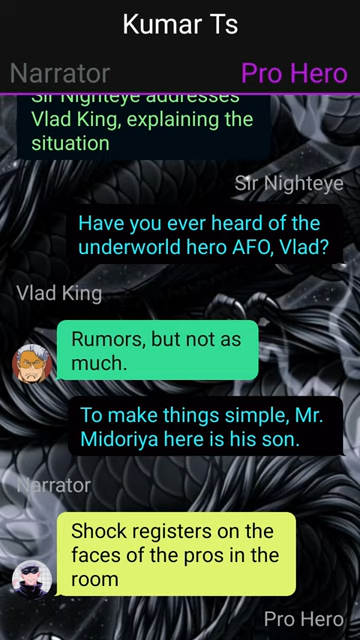 Kumar Ts
Narrator
Pro Hero
Sir Nighteye addresses
Vlad King, explaining the
situation
Sir Nighteye
Have you ever heard of the
underworld hero AFO, Vlad?
Vlad King
Rumors, but not as
much.
To make things simple, Mr.
Midoriya here is his son.
Narrator
Shock registers on the
faces of the pros in the
room
Pro Hero